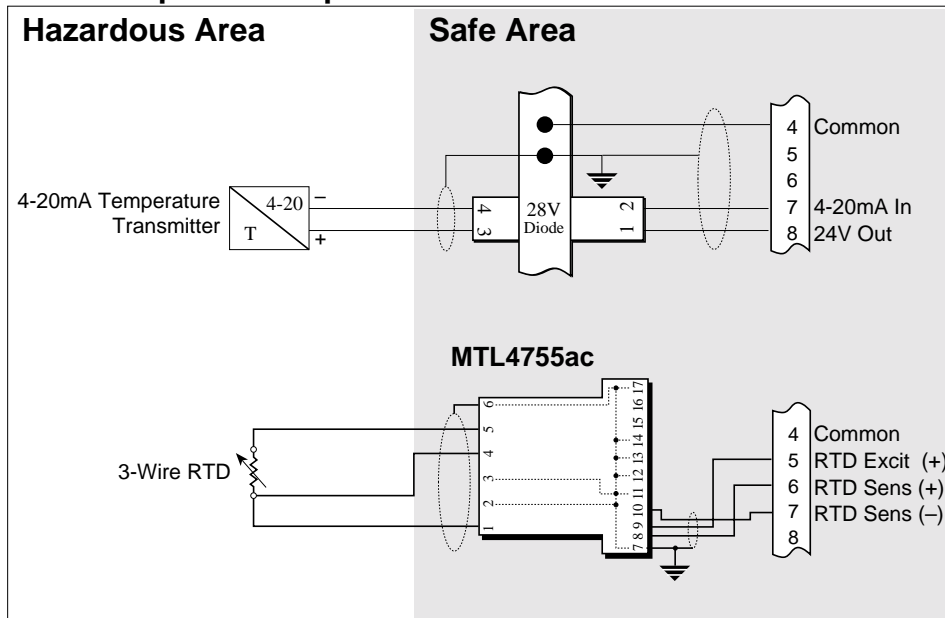 Hazardous Area
Safe Area
4 Common
5
6
7 4-20mA In
8 24V Out
4-20mA Temperature
Transmitter
4-20
T
–
+
4
3
28V
Diode
2
1
MTL4755ac
3-Wire RTD
6
5
4
3
2
1
17
16
15
14
13
12
11
10
9
8
7
4 Common
5 RTD Excit (+)
6 RTD Sens (+)
7 RTD Sens (–)
8